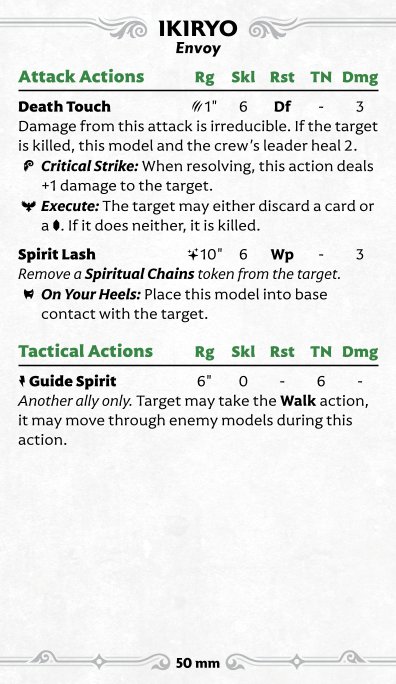 IKIRYO
Envoy
Attack Actions Rg Skl Rst TN Dmg
Death Touch 1" 6 Df - 3
Damage from this attack is irreducible. If the target
is killed, this model and the crew's leader heal 2.
Critical Strike: When resolving, this action deals
+1 damage to the target.
Execute: The target may either discard a card or
a . If it does neither, it is killed.
Spirit Lash 10" 6 Wp - 3
Remove a Spiritual Chains token from the target.
On Your Heels: Place this model into base
contact with the target.
Tactical Actions Rg Skl Rst TN Dmg
Guide Spirit 6" 0 - 6 -
Another ally only. Target may take the Walk action,
it may move through enemy models during this
action.
50 mm